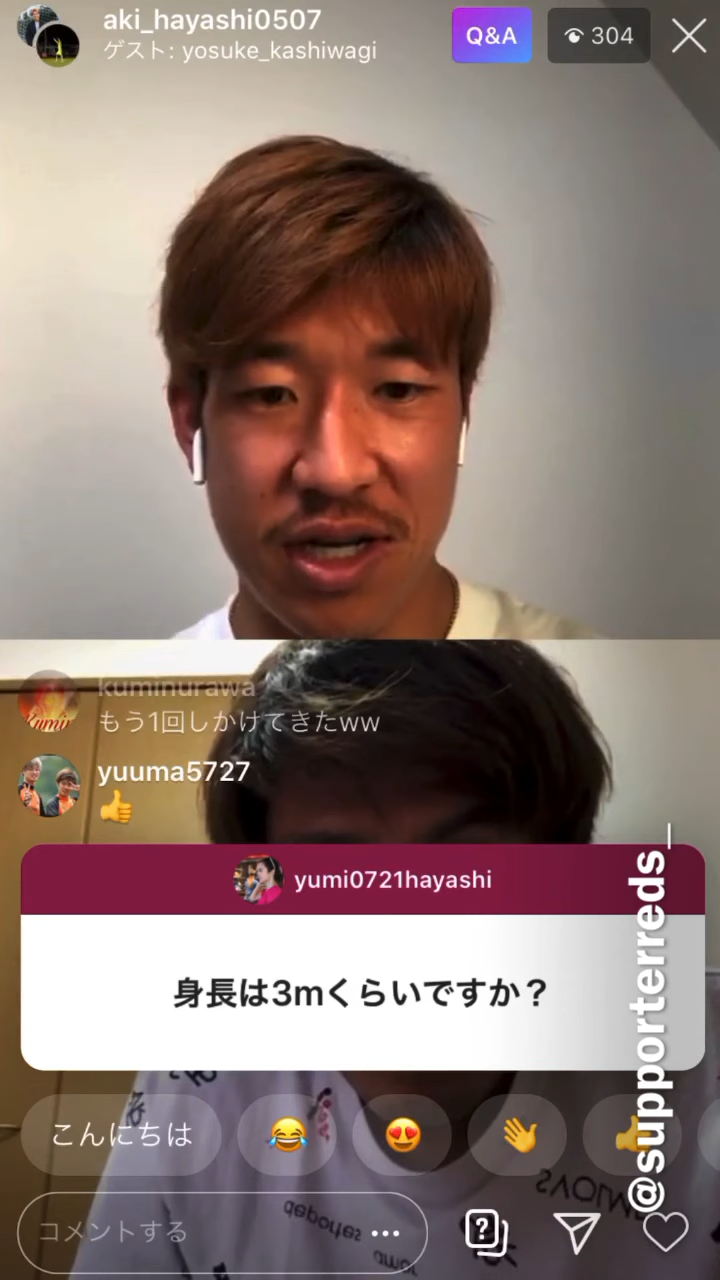 aki_hayashi0507
ゲスト: yosuke_kashiwagi
Q&A
304
kuminurawa
もう1回しかけてきたww
yuuma5727
yumi0721hayashi
身長は3mくらいですか？
@supporterreds_
こんにちは
コメントする
deportes
amor